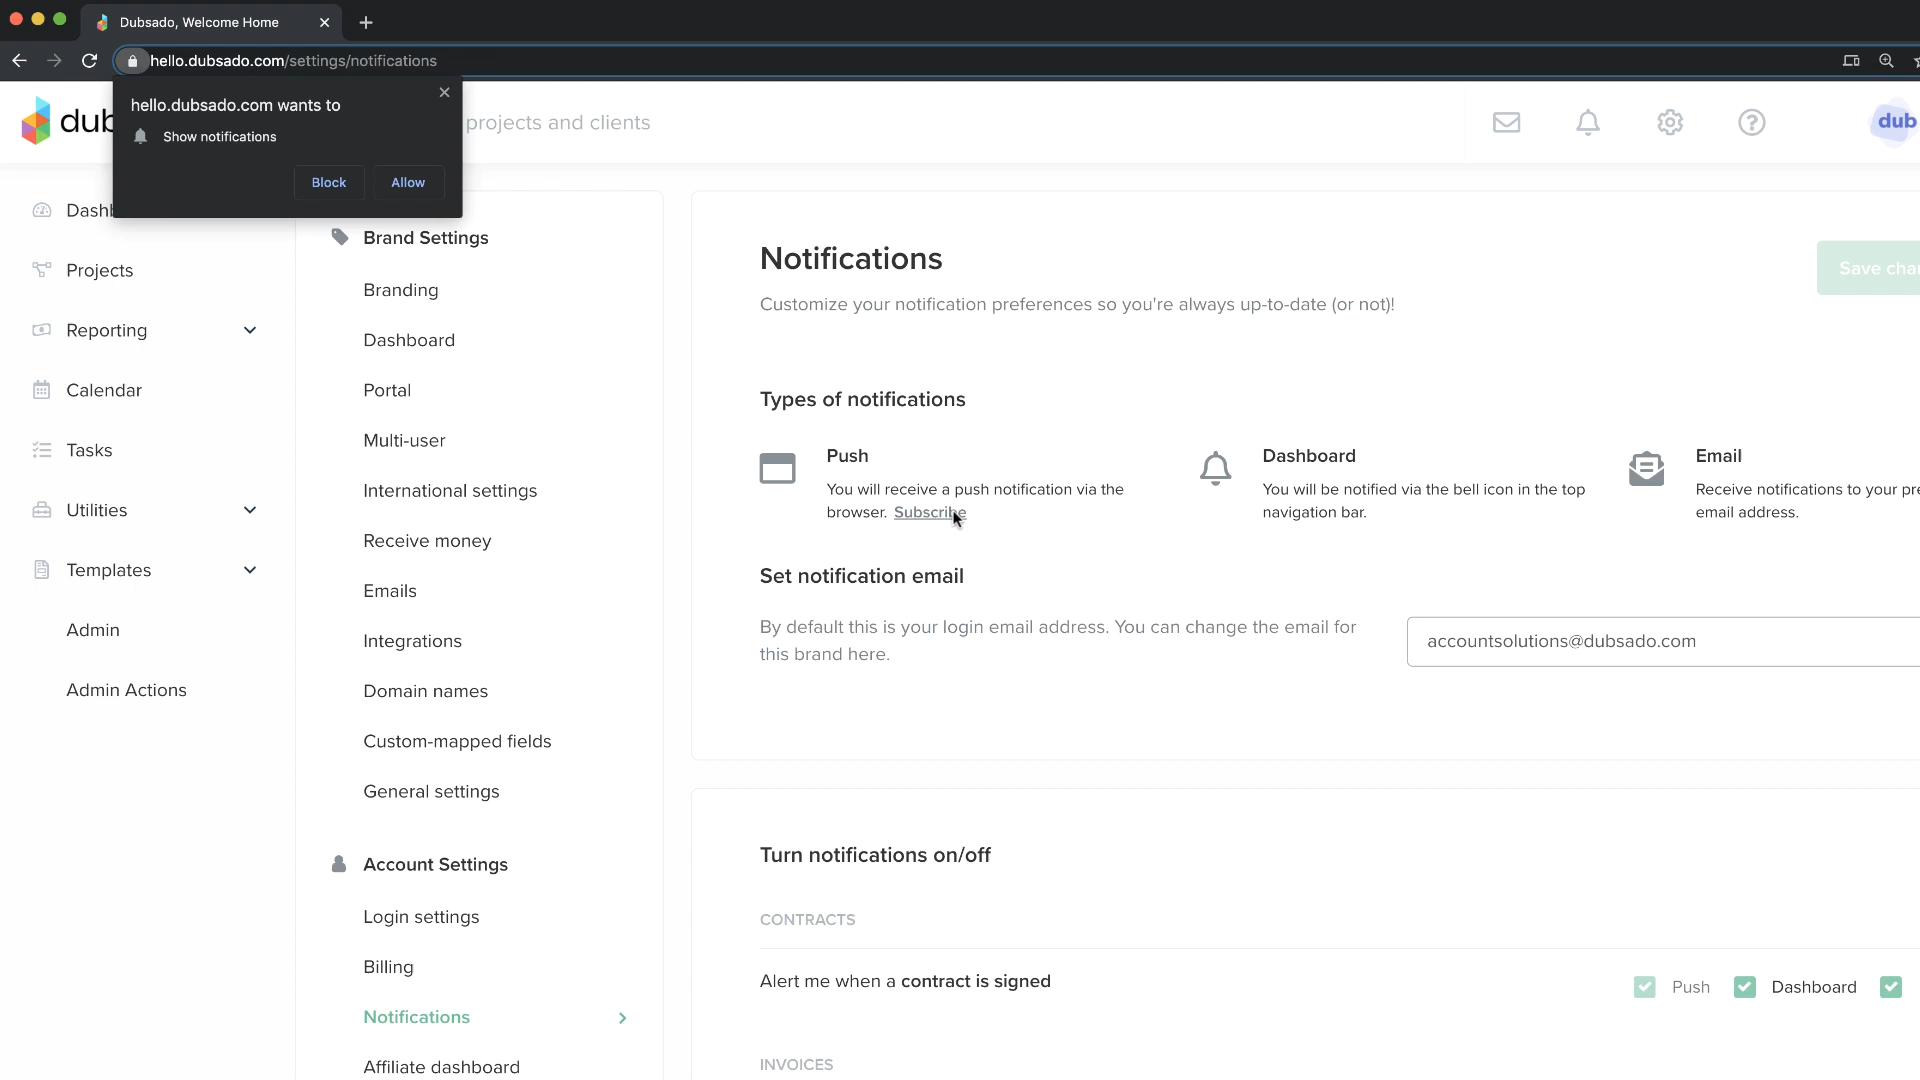 Dubsado, Welcome Home
hello.dubsado.com/settings/notifications
hello.dubsado.com wants to
Show notifications
Block
Allow
dub
projects and clients
dub
Dashb
Projects
Reporting
Calendar
Tasks
Utilities
Templates
Admin
Admin Actions
Brand Settings
Branding
Dashboard
Portal
Multi-user
International settings
Receive money
Emails
Integrations
Domain names
Custom-mapped fields
General settings
Account Settings
Login settings
Billing
Notifications
Affiliate dashboard
Notifications
Customize your notification preferences so you're always up-to-date (or not)!
Save chan
Types of notifications
Push
You will receive a push notification via the
browser. Subscribe
Dashboard
You will be notified via the bell icon in the top
navigation bar.
Email
Receive notifications to your pre
email address.
Set notification email
By default this is your login email address. You can change the email for
this brand here.
accountsolutions@dubsado.com
Turn notifications on/off
CONTRACTS
Alert me when a contract is signed
Push
Dashboard
INVOICES